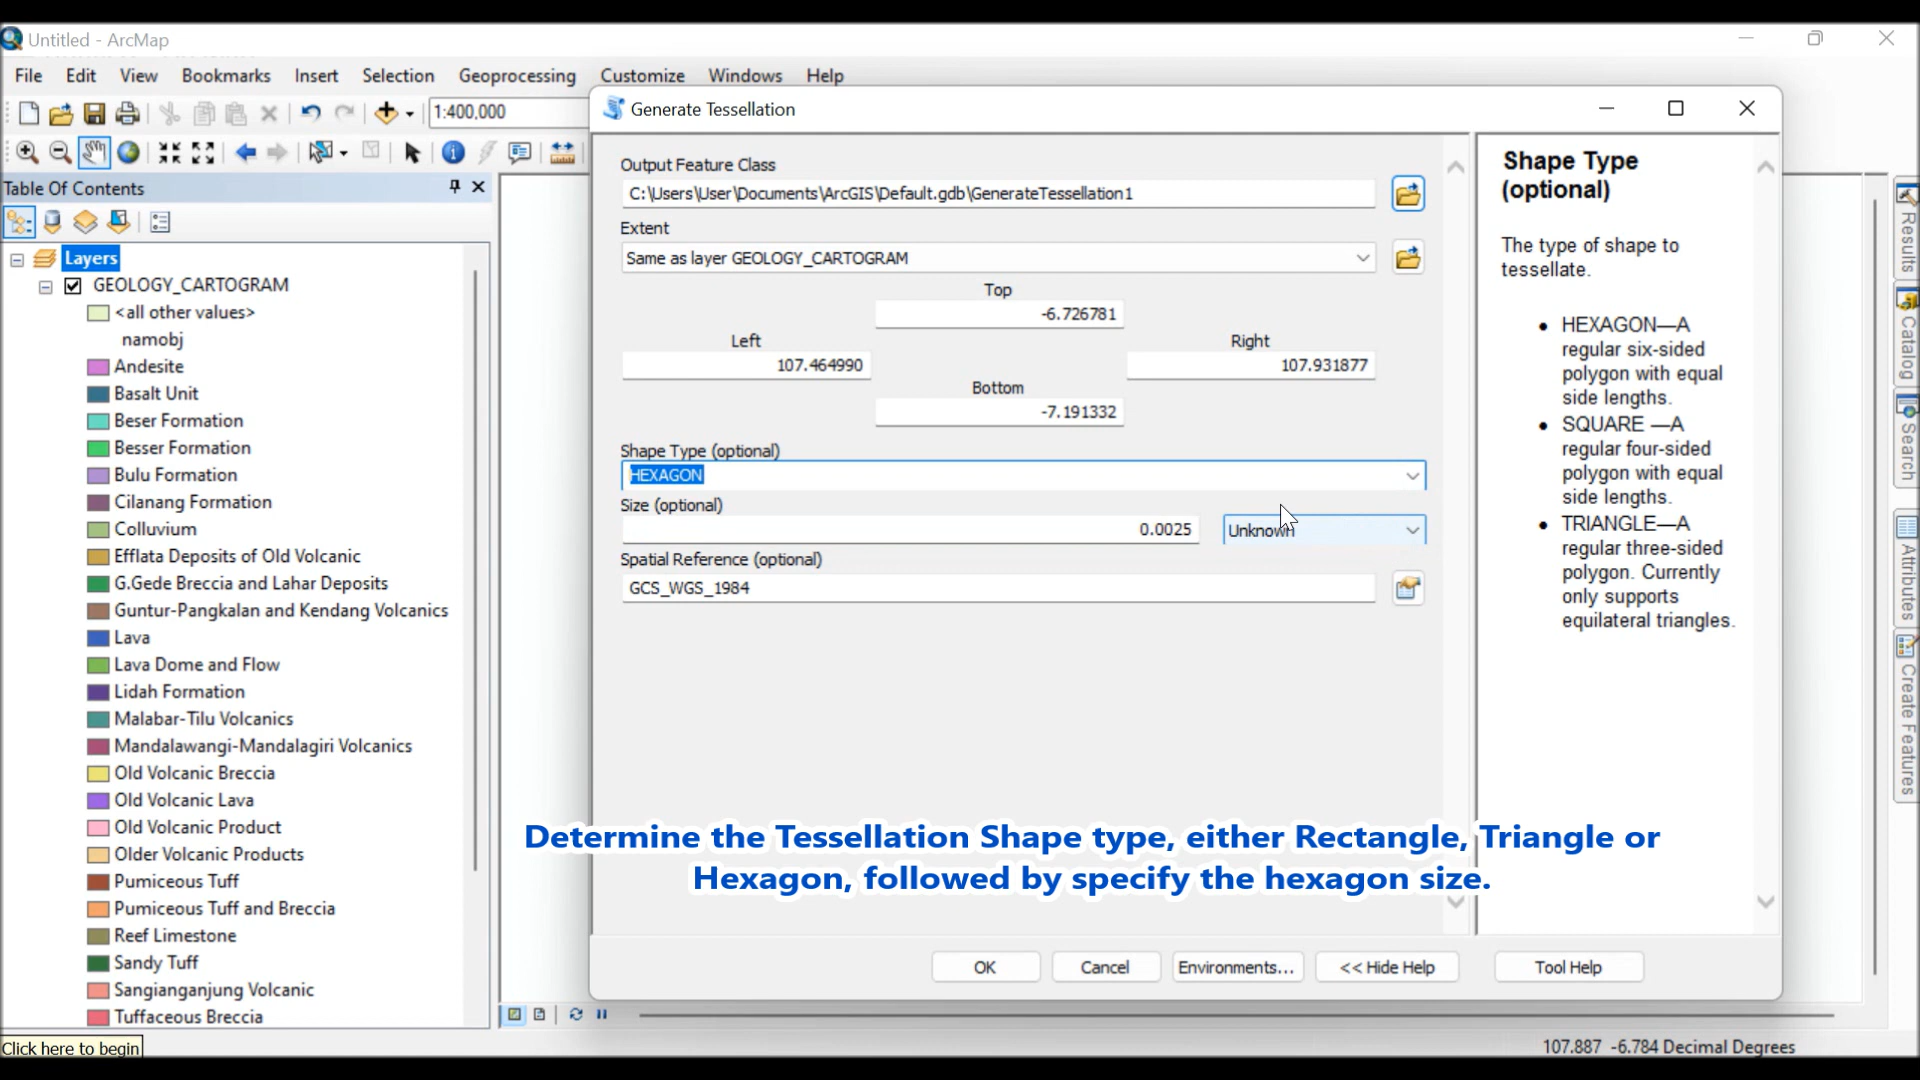 Untitled - ArcMap
File Edit View Bookmarks Insert Selection Geoprocessing Customize Windows Help
1:400,000
Table Of Contents
Layers
GEOLOGY_CARTOGRAM
<all other values>
namobj
Andesite
Basalt Unit
Beser Formation
Besser Formation
Bulu Formation
Cilanang Formation
Colluvium
Efflata Deposits of Old Volcanic
G.Gede Breccia and Lahar Deposits
Guntur-Pangkalan and Kendang Volcanics
Lava
Lava Dome and Flow
Lidah Formation
Malabar-Tilu Volcanics
Mandalawangi-Mandalagiri Volcanics
Old Volcanic Breccia
Old Volcanic Lava
Old Volcanic Product
Older Volcanic Products
Pumiceous Tuff
Pumiceous Tuff and Breccia
Reef Limestone
Sandy Tuff
Sangianganjung Volcanic
Tuffaceous Breccia
Click here to begin
Generate Tessellation
Output Feature Class
C:\Users\User\Documents\ArcGIS\Default.gdb\GenerateTessellation1
Extent
Same as layer GEOLOGY_CARTOGRAM
Top
-6.726781
Left
Right
107.464990
107.931877
Bottom
-7.191332
Shape Type (optional)
HEXAGON
Size (optional)
0.0025
Unknown
Spatial Reference (optional)
GCS_WGS_1984
Shape Type
(optional)
The type of shape to
tessellate.
HEXAGON—A
regular six-sided
polygon with equal
side lengths.
SQUARE —A
regular four-sided
polygon with equal
side lengths.
TRIANGLE—A
regular three-sided
polygon. Currently
only supports
equilateral triangles.
Determine the Tessellation Shape type, either Rectangle, Triangle or
Hexagon, followed by specify the hexagon size.
OK
Cancel
Environments...
<< Hide Help
Tool Help
Results
Catalog
Search
Attributes
Create Features
107.887 -6.784 Decimal Degrees